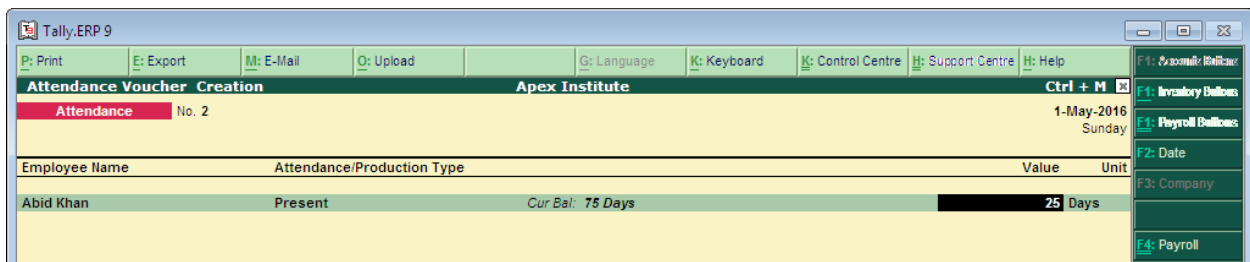 Tally.ERP 9
P: Print E: Export M: E-Mail O: Upload G: Language K: Keyboard K: Control Centre H: Support Centre H: Help
Attendance Voucher Creation Apex Institute Ctrl + M
Attendance No. 2 1-May-2016
Sunday
Employee Name Attendance/Production Type Value Unit
Abid Khan Present Cur Bal: 75 Days 25 Days
F1: Accounts Buttons
F1: Inventory Buttons
F1: Payroll Buttons
F2: Date
F3: Company
F4: Payroll